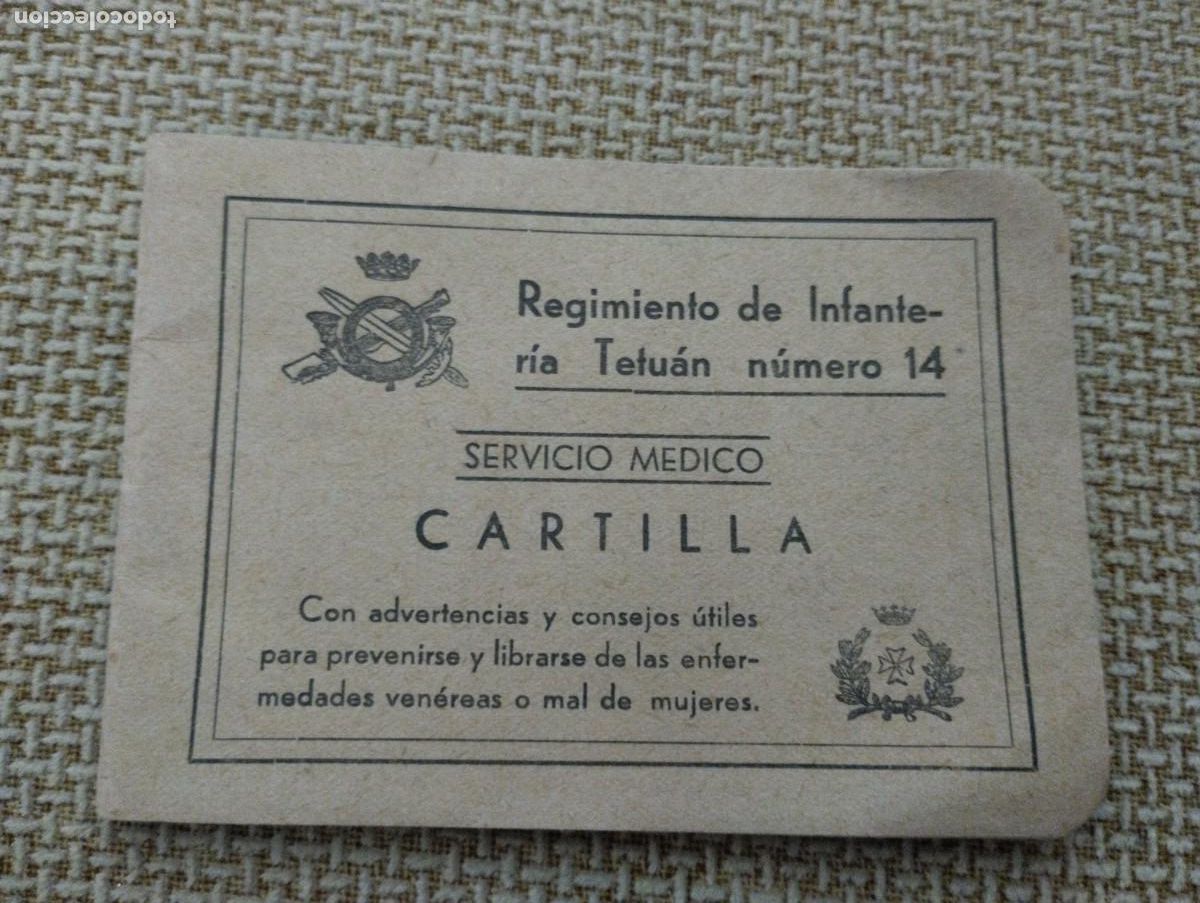 todocoleccion
Regimiento de Infante-
ría Tetuán número 14
SERVICIO MEDICO
CARTILLA
Con advertencias y consejos útiles
para prevenirse y librarse de las enfer-
medades venéreas o mal de mujeres.